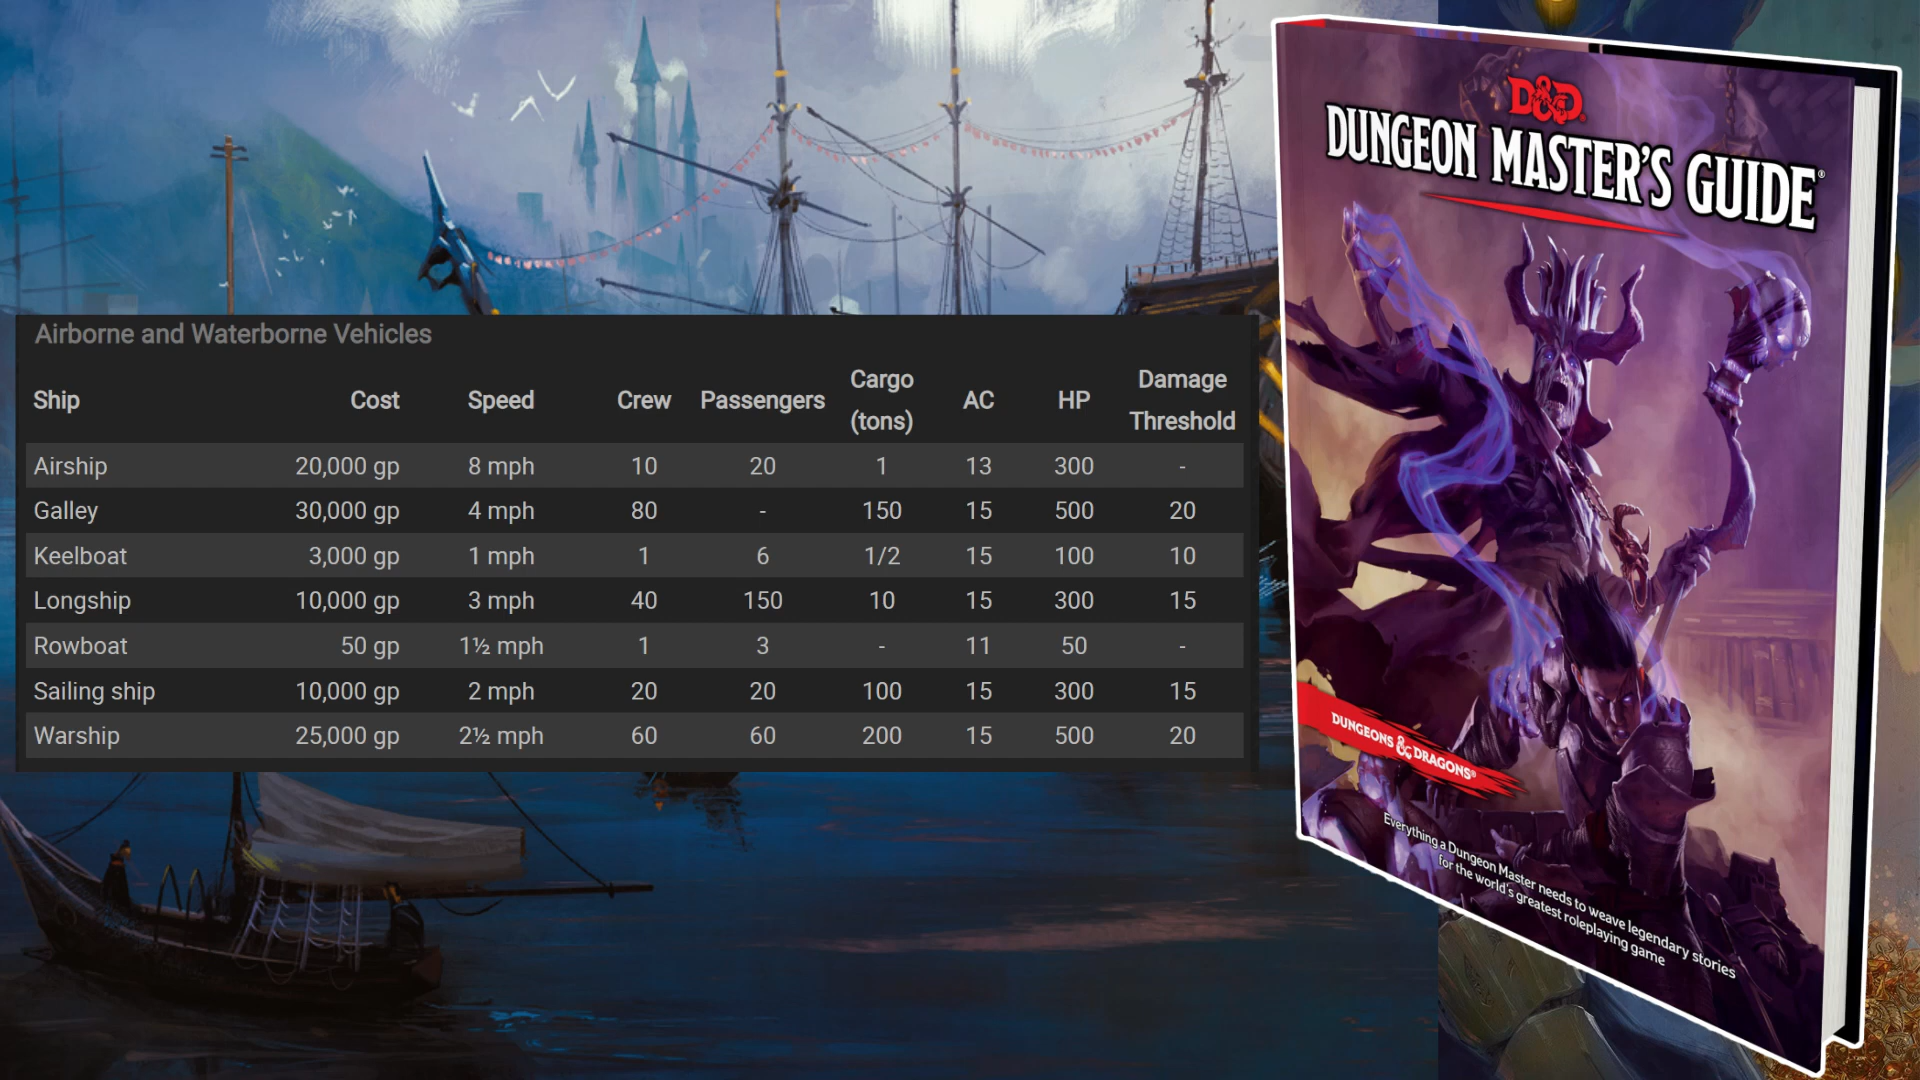 Airborne and Waterborne Vehicles
Ship Cost Speed Crew Passengers Cargo (tons) AC HP Damage Threshold
Airship 20,000 gp 8 mph 10 20 1 13 300 -
Galley 30,000 gp 4 mph 80 - 150 15 500 20
Keelboat 3,000 gp 1 mph 1 6 1/2 15 100 10
Longship 10,000 gp 3 mph 40 150 10 15 300 15
Rowboat 50 gp 1½ mph 1 3 - 11 50 -
Sailing ship 10,000 gp 2 mph 20 20 100 15 300 15
Warship 25,000 gp 2½ mph 60 60 200 15 500 20
D&D
DUNGEON MASTER'S GUIDE®
DUNGEONS & DRAGONS®
Everything a Dungeon Master needs to weave legendary stories
for the world's greatest roleplaying game